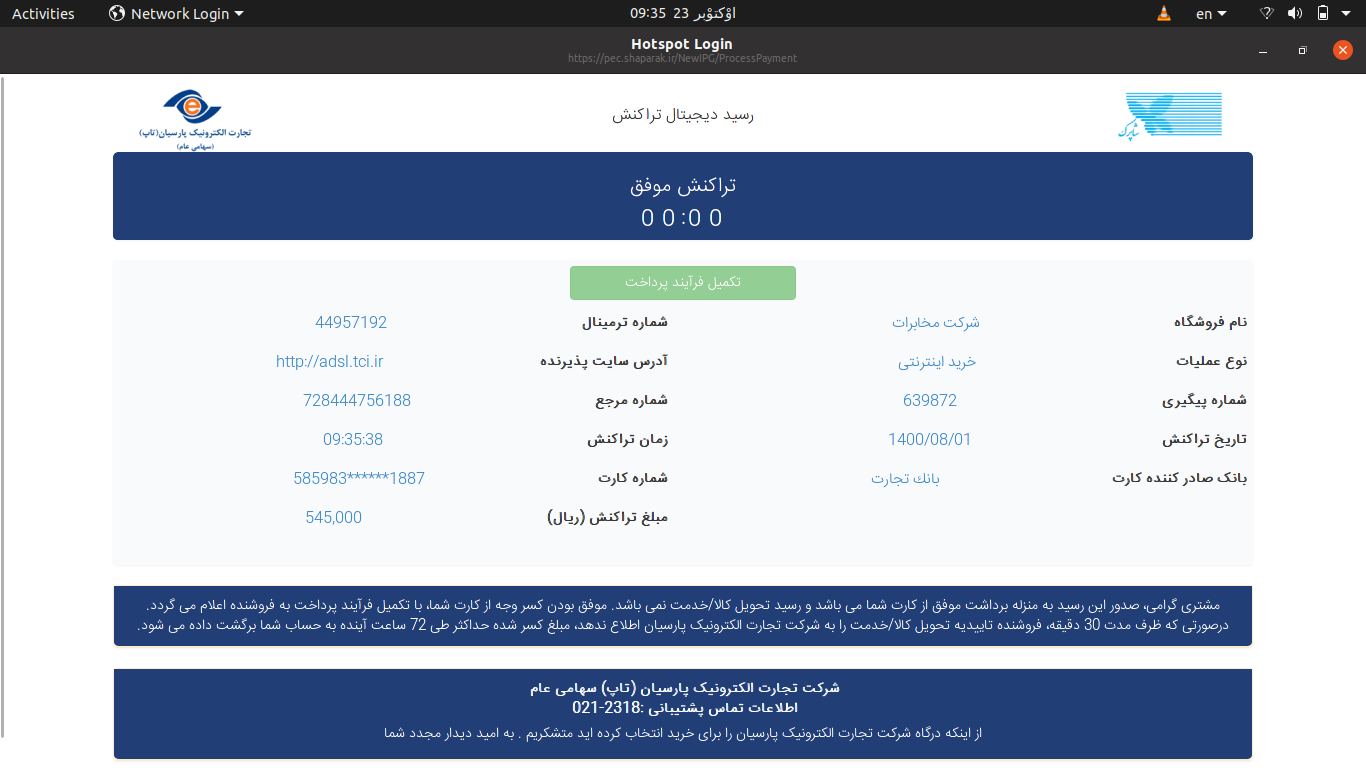 Activities
Network Login
09:35 23 اوْکتوْبر
en
Hotspot Login
https://pec.shaparak.ir/NewIPG/ProcessPayment
تجارت الکترونیک پارسیان(تاپ)
(سهامی عام)
رسید دیجیتال تراکنش
شاپرک
تراکنش موفق
00:00
تکمیل فرآیند پرداخت
نام فروشگاه شرکت مخابرات شماره ترمینال 44957192
نوع عملیات خرید اینترنتی آدرس سایت پذیرنده http://adsl.tci.ir
شماره پیگیری 639872 شماره مرجع 728444756188
تاریخ تراکنش 1400/08/01 زمان تراکنش 09:35:38
بانک صادر کننده کارت بانك تجارت شماره کارت 585983******1887
مبلغ تراکنش (ریال) 545,000
مشتری گرامی، صدور این رسید به منزله برداشت موفق از کارت شما می باشد و رسید تحویل کالا/خدمت نمی باشد. موفق بودن کسر وجه از کارت شما، با تکمیل فرآیند پرداخت به فروشنده اعلام می گردد.
درصورتی که ظرف مدت 30 دقیقه، فروشنده تاییدیه تحویل کالا/خدمت را به شرکت تجارت الکترونیک پارسیان اطلاع ندهد، مبلغ کسر شده حداکثر طی 72 ساعت آینده به حساب شما برگشت داده می شود.
شرکت تجارت الکترونیک پارسیان (تاپ) سهامی عام
اطلاعات تماس پشتیبانی :2318-021
از اینکه درگاه شرکت تجارت الکترونیک پارسیان را برای خرید انتخاب کرده اید متشکریم . به امید دیدار مجدد شما